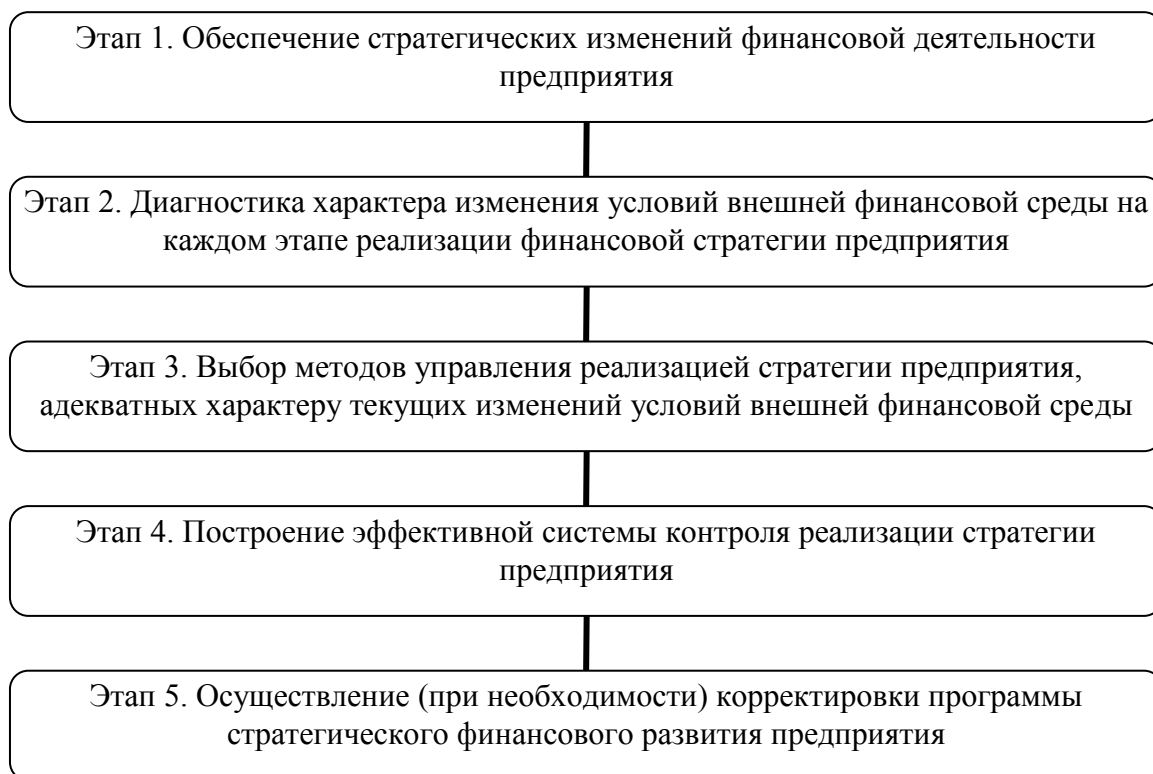 Этап 1. Обеспечение стратегических изменений финансовой деятельности
предприятия
Этап 2. Диагностика характера изменения условий внешней финансовой среды на
каждом этапе реализации финансовой стратегии предприятия
Этап 3. Выбор методов управления реализацией стратегии предприятия,
адекватных характеру текущих изменений условий внешней финансовой среды
Этап 4. Построение эффективной системы контроля реализации стратегии
предприятия
Этап 5. Осуществление (при необходимости) корректировки программы
стратегического финансового развития предприятия